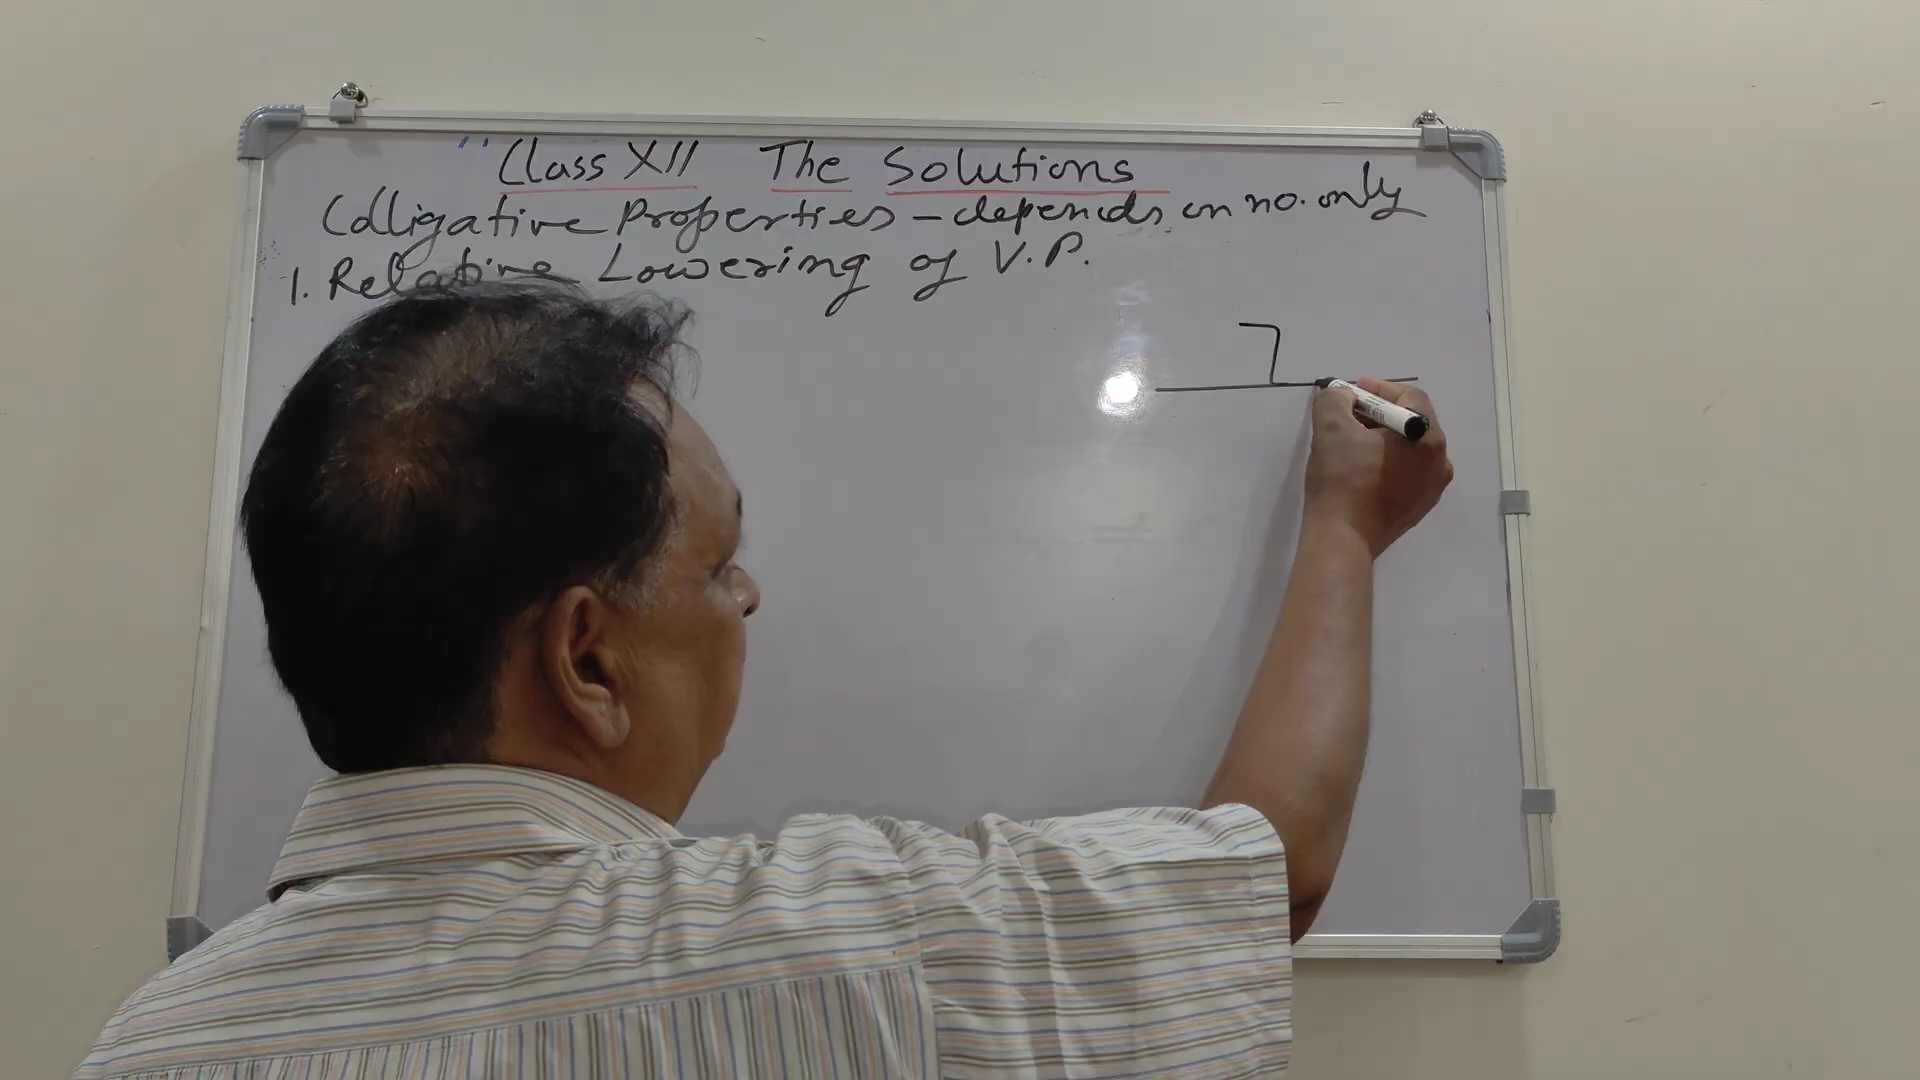 Class XII The Solutions
Colligative Properties - depends on no. only
1. Relative Lowering of V.P.